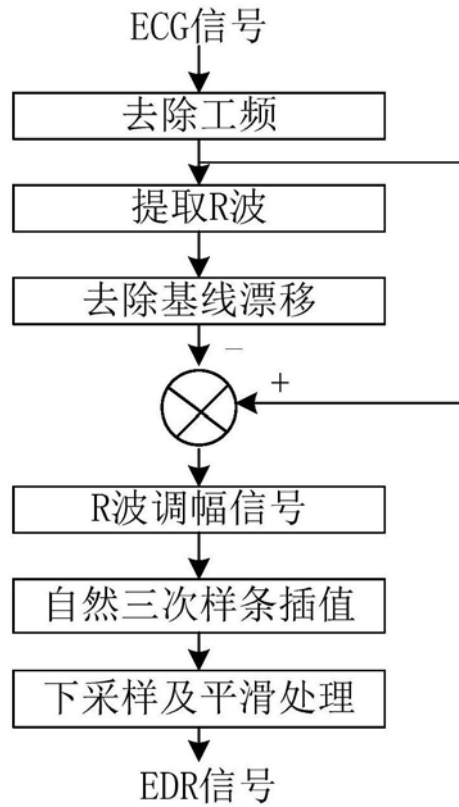 ECG信号
去除工频
提取R波
去除基线漂移
−
+
R波调幅信号
自然三次样条插值
下采样及平滑处理
EDR信号